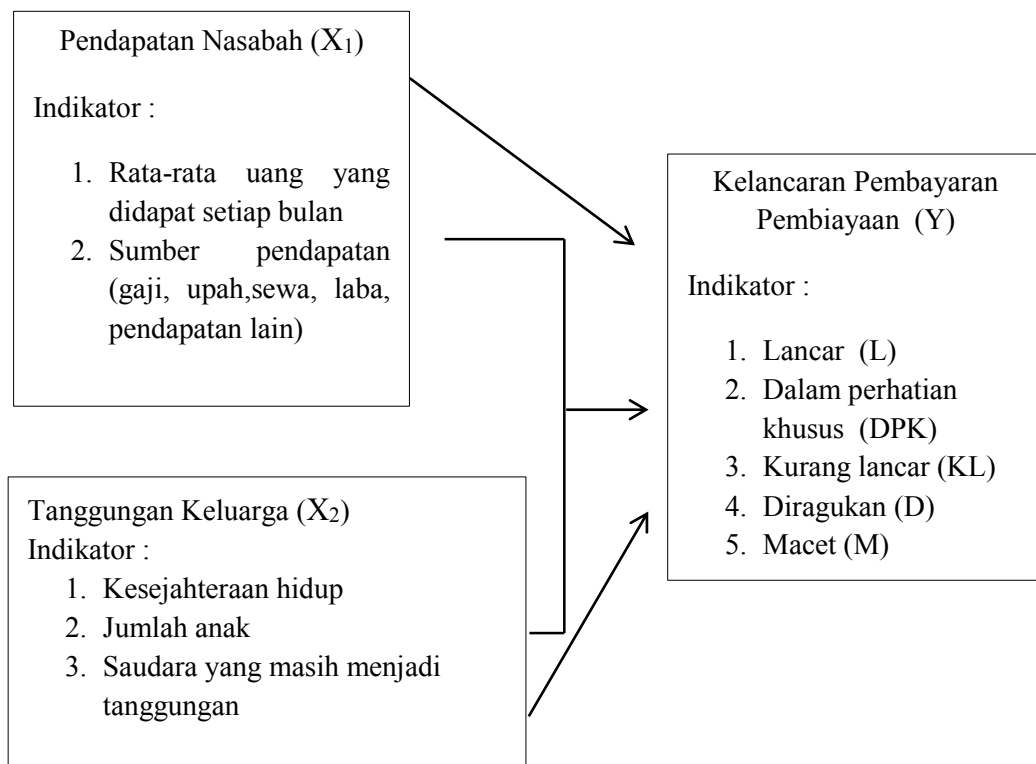 Pendapatan Nasabah (X1)
Indikator :
1. Rata-rata uang yang
didapat setiap bulan
2. Sumber pendapatan
(gaji, upah,sewa, laba,
pendapatan lain)
Kelancaran Pembayaran
Pembiayaan (Y)
Indikator :
1. Lancar (L)
2. Dalam perhatian
khusus (DPK)
3. Kurang lancar (KL)
4. Diragukan (D)
5. Macet (M)
Tanggungan Keluarga (X2)
Indikator :
1. Kesejahteraan hidup
2. Jumlah anak
3. Saudara yang masih menjadi
tanggungan